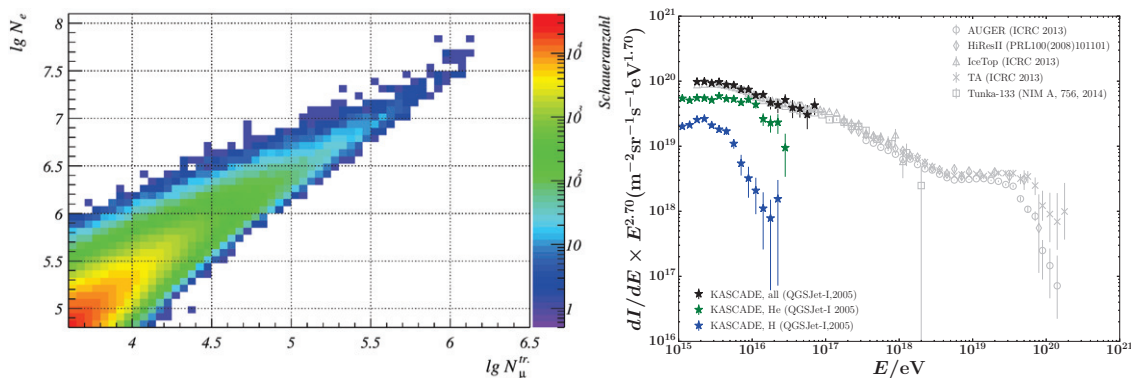 lg N_e
8
7.5
7
6.5
6
5.5
5
4
4.5
5
5.5
6
6.5
lg N_μ^tr.
Schaueranzahl
10^4
10^2
10
1
dI/dE × E^2.70 (m^-2 sr^-1 s^-1 eV^1.70)
10^21
10^20
10^19
10^18
10^17
10^16
AUGER (ICRC 2013)
HiResII (PRL100(2008)101101)
IceTop (ICRC 2013)
TA (ICRC 2013)
Tunka-133 (NIM A, 756, 2014)
KASCADE, all (QGSJet-I,2005)
KASCADE, He (QGSJet-I 2005)
KASCADE, H (QGSJet-I,2005)
10^15
10^16
10^17
10^18
10^19
10^20
10^21
E/eV